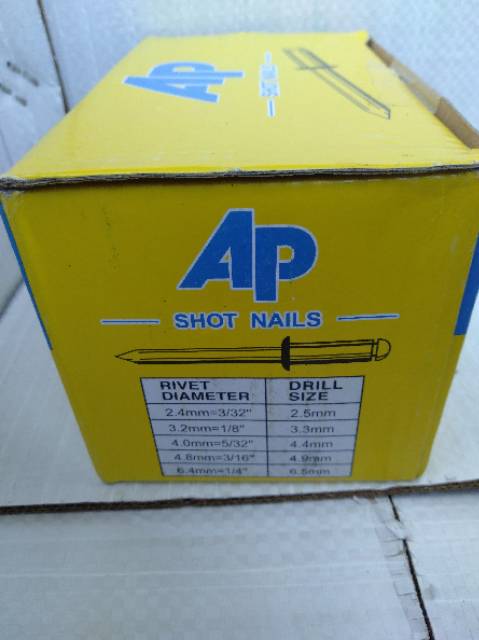 AP
SHOT NAILS
AP
SHOT NAILS
RIVET DIAMETER DRILL SIZE
2.4mm=3/32" 2.5mm
3.2mm=1/8" 3.3mm
4.0mm=5/32" 4.4mm
4.8mm=3/16" 4.9mm
6.4mm=1/4" 6.5mm